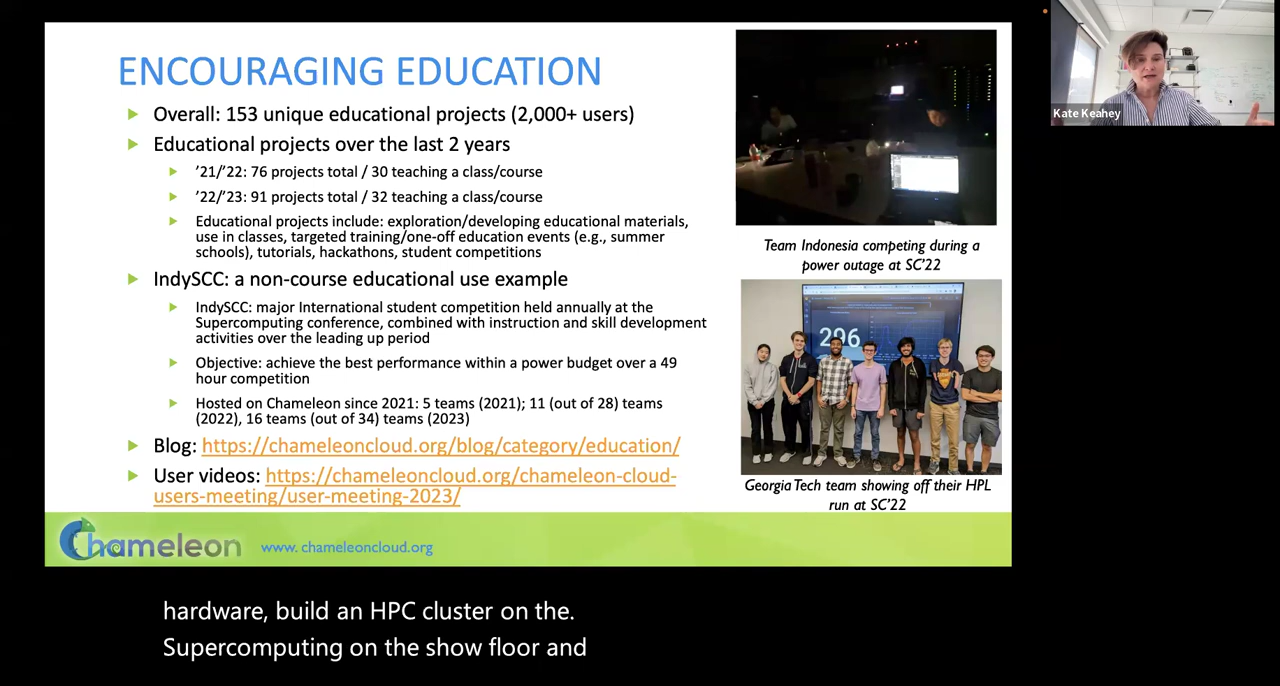 ENCOURAGING EDUCATION
Overall: 153 unique educational projects (2,000+ users)
Educational projects over the last 2 years
’21/’22: 76 projects total / 30 teaching a class/course
’22/’23: 91 projects total / 32 teaching a class/course
Educational projects include: exploration/developing educational materials,
use in classes, targeted training/one-off education events (e.g., summer
schools), tutorials, hackathons, student competitions
IndySCC: a non-course educational use example
IndySCC: major International student competition held annually at the
Supercomputing conference, combined with instruction and skill development
activities over the leading up period
Objective: achieve the best performance within a power budget over a 49
hour competition
Hosted on Chameleon since 2021: 5 teams (2021); 11 (out of 28) teams
(2022), 16 teams (out of 34) teams (2023)
Blog: https://chameleoncloud.org/blog/category/education/
User videos: https://chameleoncloud.org/chameleon-cloud-
users-meeting/user-meeting-2023/
Team Indonesia competing during a
power outage at SC’22
296
Georgia Tech team showing off their HPL
run at SC’22
Chameleon
www. chameleoncloud.org
Kate Keahey
hardware, build an HPC cluster on the.
Supercomputing on the show floor and